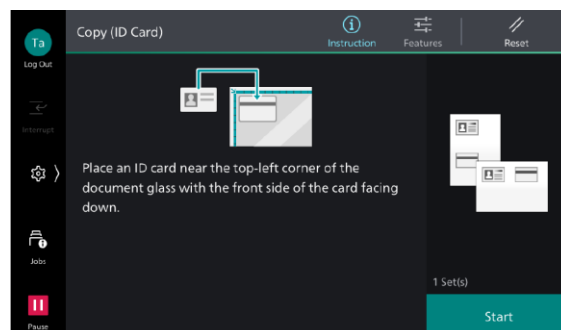 Ta
Log Out
Copy (ID Card)
Instruction
Features
Reset
Interrupt
Place an ID card near the top-left corner of the
document glass with the front side of the card facing
down.
Jobs
1 Set(s)
Pause
Start